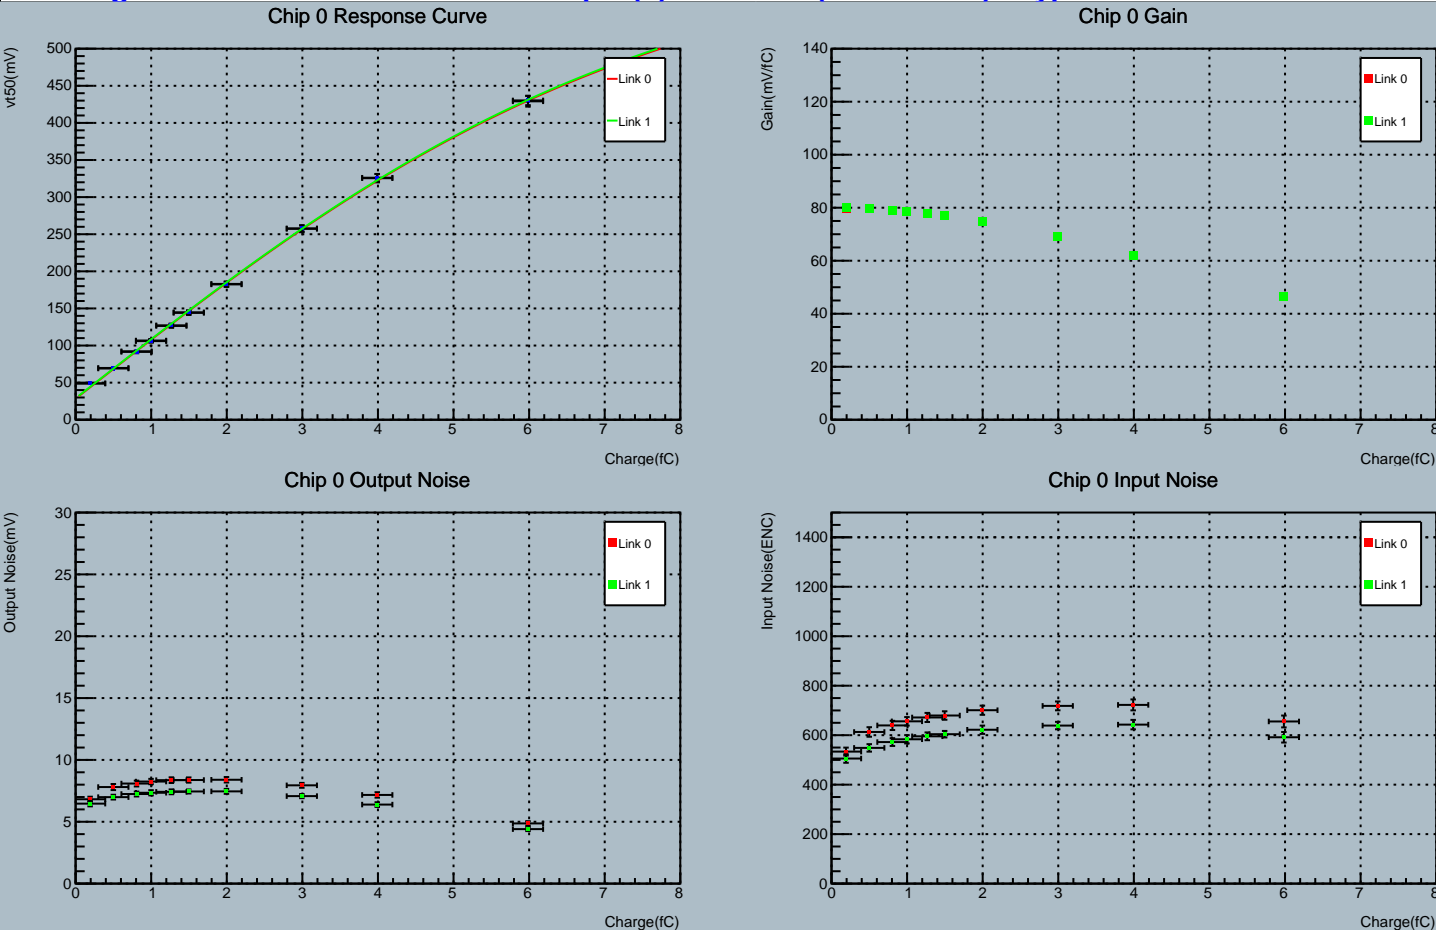 Chip 0 Response Curve
vt50(mV)
500
450
400
350
300
250
200
150
100
50
0
0 1 2 3 4 5 6 7 8
Charge(fC)
Link 0
Link 1
Chip 0 Gain
Gain(mV/fC)
140
120
100
80
60
40
20
0
0 1 2 3 4 5 6 7 8
Charge(fC)
Link 0
Link 1
Chip 0 Output Noise
Output Noise(mV)
30
25
20
15
10
5
0
0 1 2 3 4 5 6 7 8
Charge(fC)
Link 0
Link 1
Chip 0 Input Noise
Input Noise(ENC)
1400
1200
1000
800
600
400
200
0
0 1 2 3 4 5 6 7 8
Charge(fC)
Link 0
Link 1